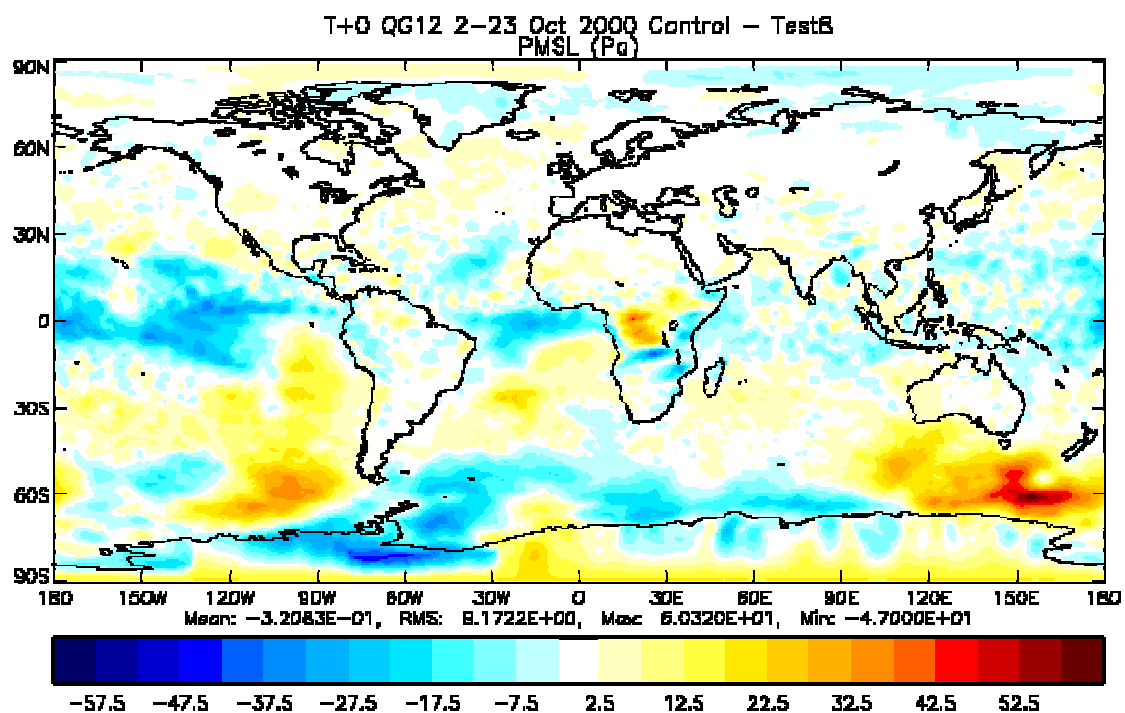 T+0 QG12 2-23 Oct 2000 Control - Test6
PMSL (Pa)
90N
60N
30N
0
30S
60S
90S
180 150W 120W 90W 60W 30W 0 30E 60E 90E 120E 150E 180
Mean: -3.2083E-01, RMS: 9.1722E+00, Max: 6.0320E+01, Min: -4.7000E+01
-57.5 -47.5 -37.5 -27.5 -17.5 -7.5 2.5 12.5 22.5 32.5 42.5 52.5